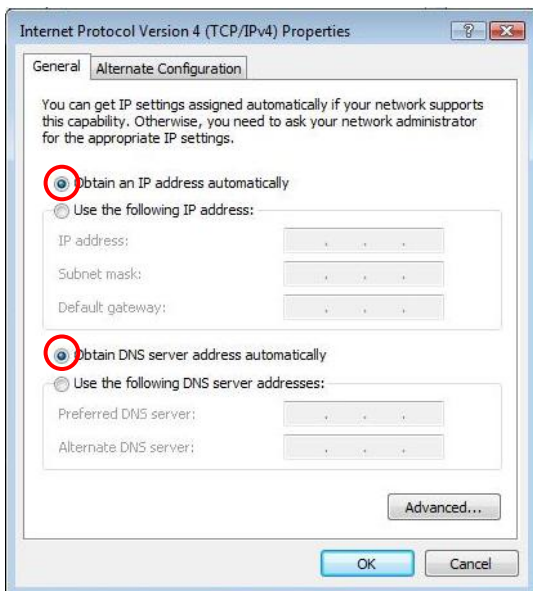 Internet Protocol Version 4 (TCP/IPv4) Properties
General
Alternate Configuration
You can get IP settings assigned automatically if your network supports
this capability. Otherwise, you need to ask your network administrator
for the appropriate IP settings.
Obtain an IP address automatically
Use the following IP address:
IP address:
Subnet mask:
Default gateway:
Obtain DNS server address automatically
Use the following DNS server addresses:
Preferred DNS server:
Alternate DNS server:
Advanced...
OK
Cancel